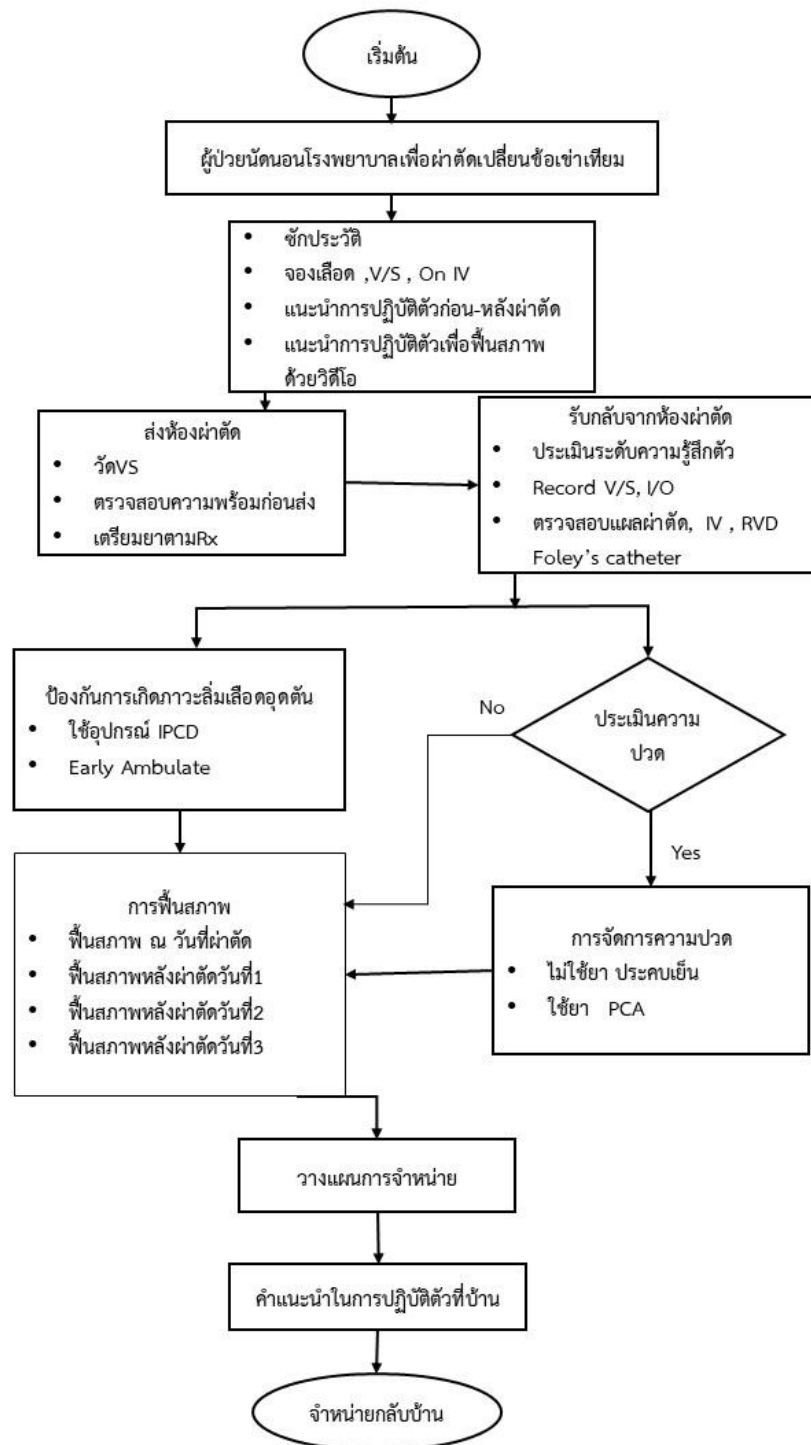 เริ่มต้น
ผู้ป่วยนัดนอนโรงพยาบาลเพื่อผ่าตัดเปลี่ยนข้อเข่าเทียม
• ซักประวัติ
• จองเลือด ,V/S , On IV
• แนะนำการปฏิบัติตัวก่อน-หลังผ่าตัด
• แนะนำการปฏิบัติตัวเพื่อฟื้นสภาพ
ด้วยวิดีโอ
ส่งห้องผ่าตัด
• วัดVS
• ตรวจสอบความพร้อมก่อนส่ง
• เตรียมยาตามRx
รับกลับจากห้องผ่าตัด
• ประเมินระดับความรู้สึกตัว
• Record V/S, I/O
• ตรวจสอบแผลผ่าตัด, IV , RVD
Foley’s catheter
ป้องกันการเกิดภาวะลิ่มเลือดอุดตัน
• ใช้อุปกรณ์ IPCD
• Early Ambulate
No
ประเมินความ
ปวด
Yes
การฟื้นสภาพ
• ฟื้นสภาพ ณ วันที่ผ่าตัด
• ฟื้นสภาพหลังผ่าตัดวันที่1
• ฟื้นสภาพหลังผ่าตัดวันที่2
• ฟื้นสภาพหลังผ่าตัดวันที่3
การจัดการความปวด
• ไม่ใช้ยา ประคบเย็น
• ใช้ยา PCA
วางแผนการจำหน่าย
คำแนะนำในการปฏิบัติตัวที่บ้าน
จำหน่ายกลับบ้าน